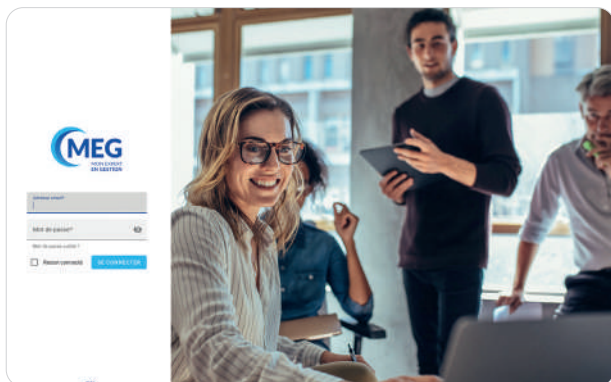 MEG
MON EXPERT
EN GESTION
Adresse email*
Mot de passe*
Mot de passe oublié ?
Rester connecté
SE CONNECTER